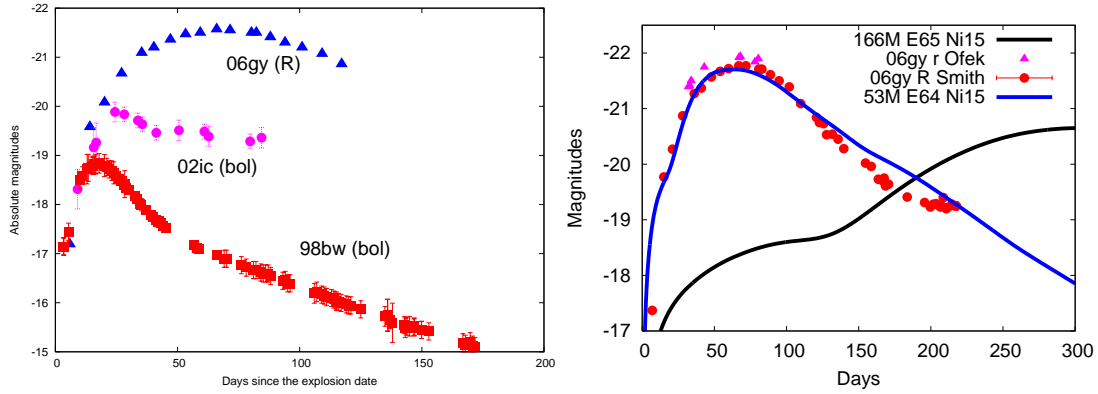 Absolute magnitudes
-22
-21
-20
-19
-18
-17
-16
-15
06gy (R)
02ic (bol)
98bw (bol)
0
50
100
150
200
Days since the explosion date
Magnitudes
-22
-21
-20
-19
-18
-17
166M E65 Ni15
06gy r Ofek
06gy R Smith
53M E64 Ni15
0
50
100
150
200
250
300
Days